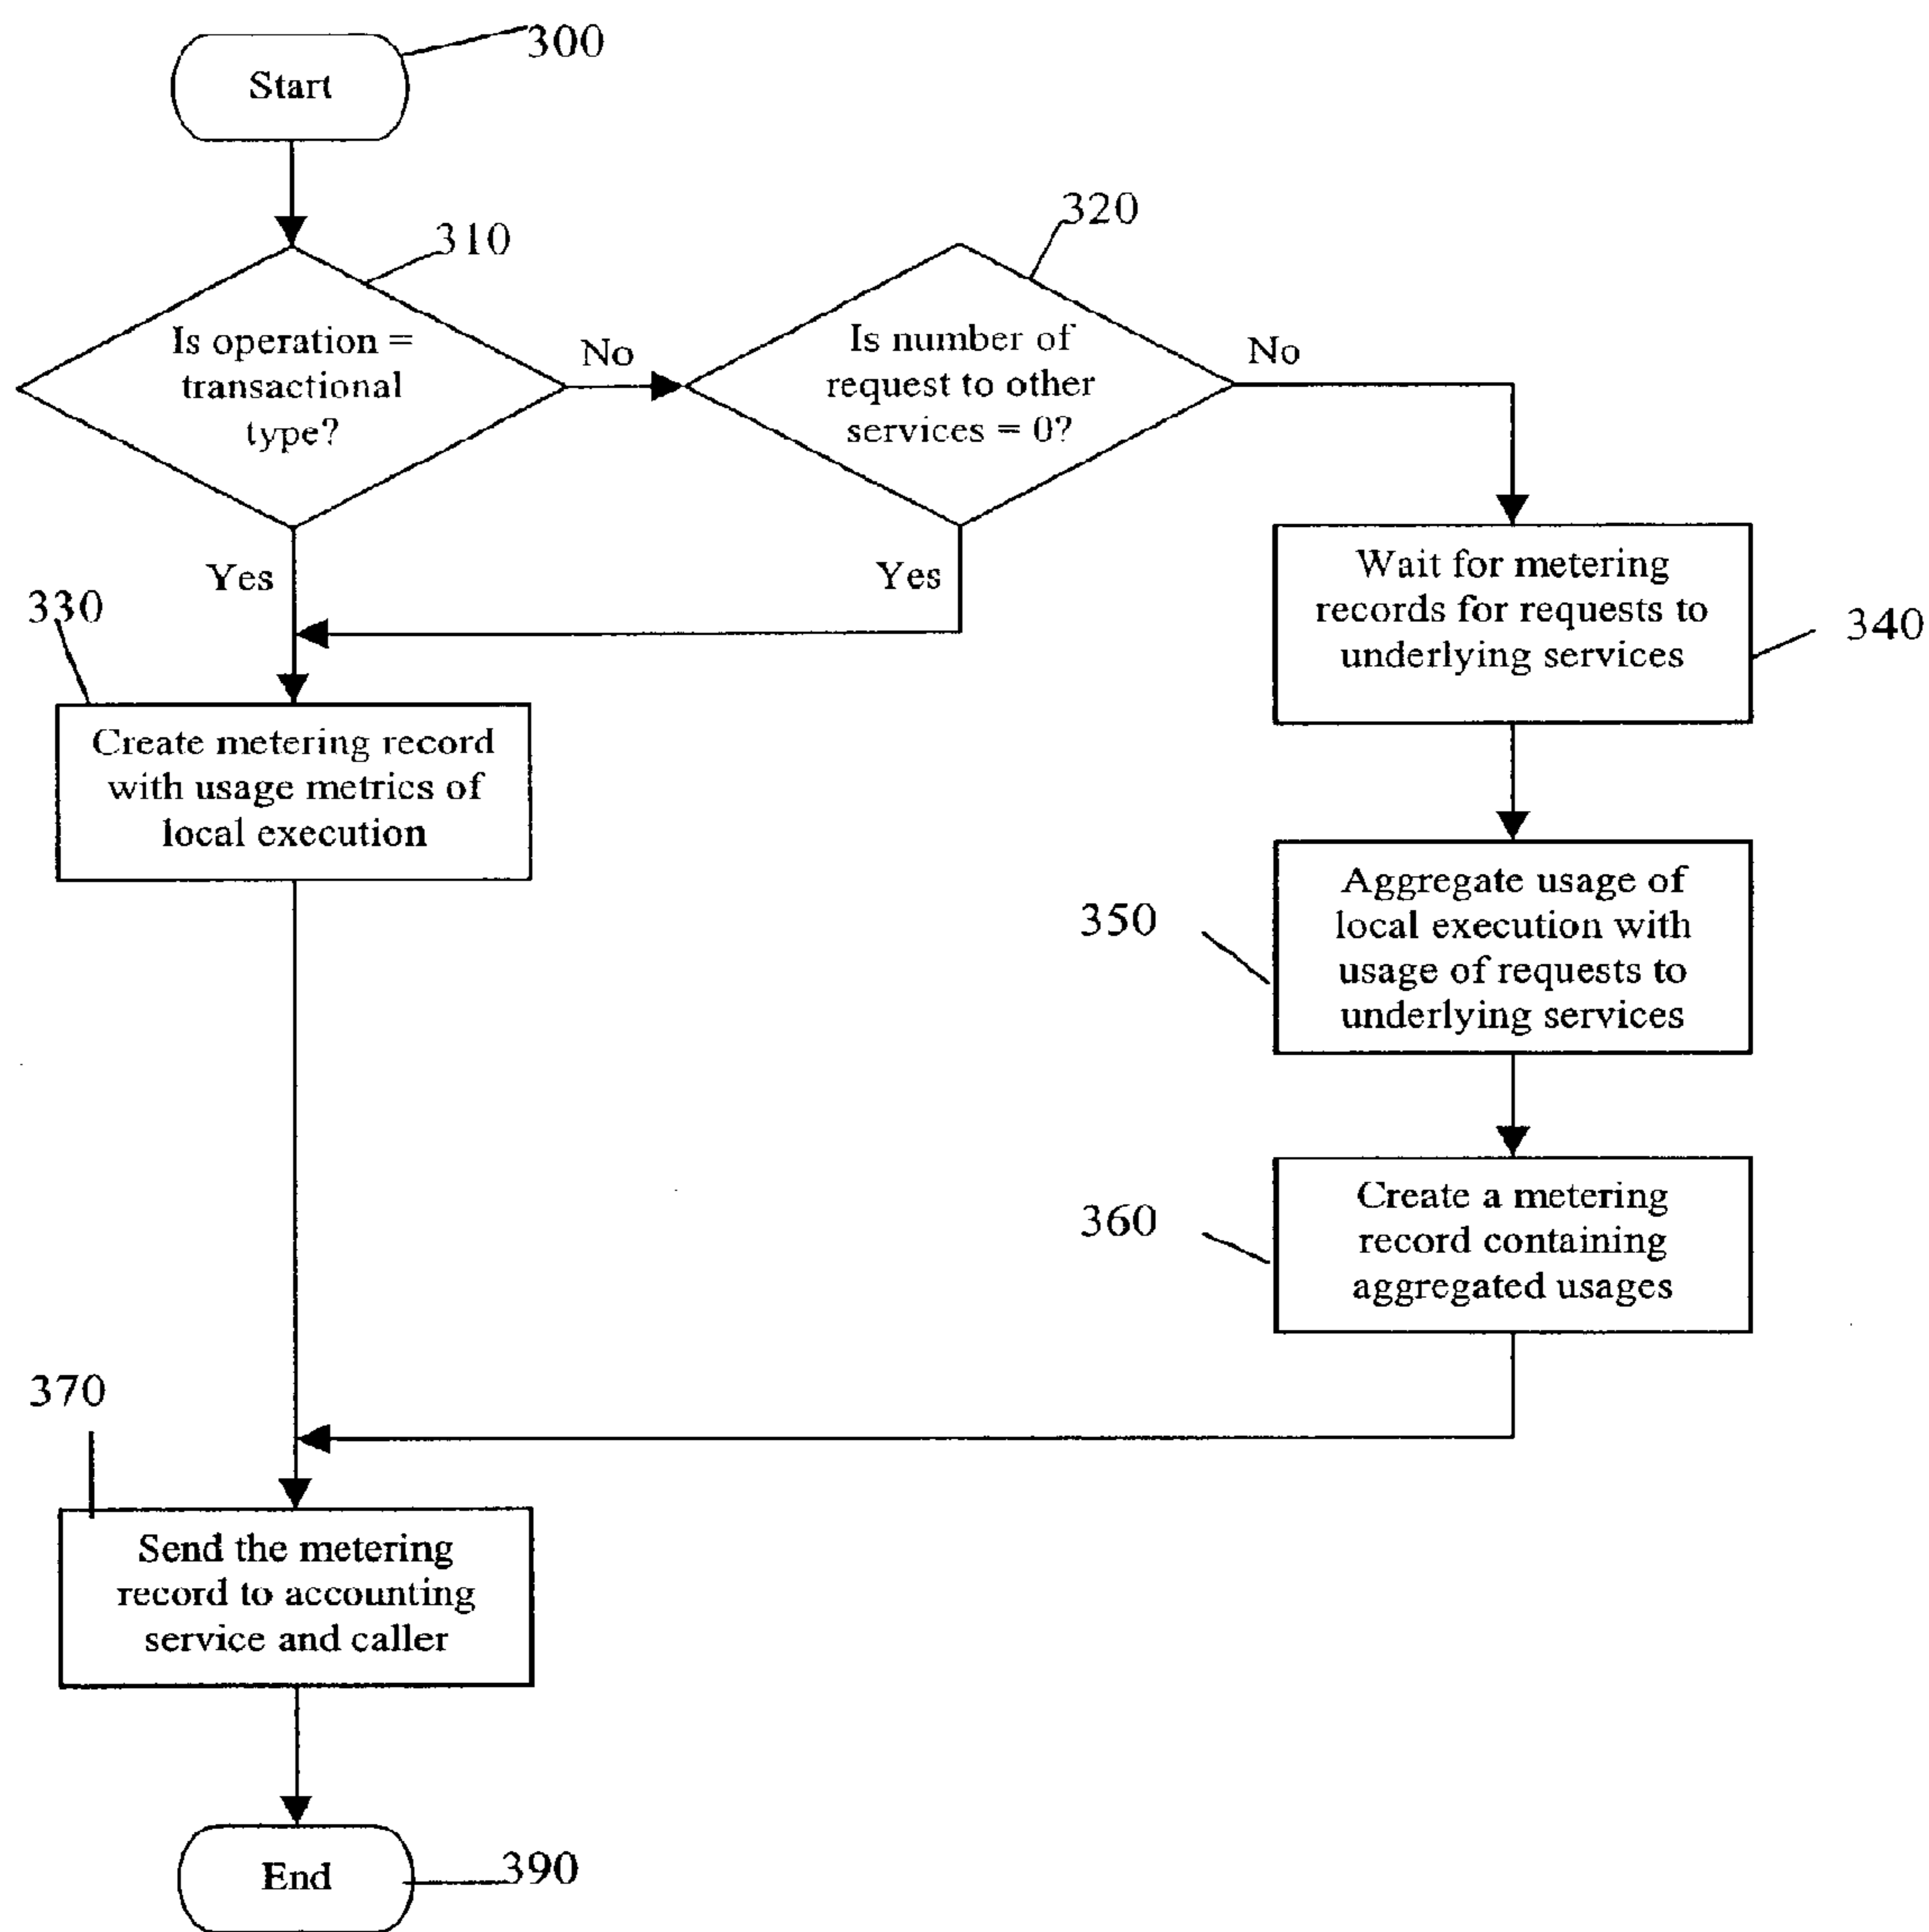 300
Start
310
320
Is operation =
transactional
type?
No
Is number of
request to other
services = 0?
No
Yes
Yes
330
Create metering record
with usage metrics of
local execution
Wait for metering
records for requests to
underlying services
340
350
Aggregate usage of
local execution with
usage of requests to
underlying services
360
Create a metering
record containing
aggregated usages
370
Send the metering
record to accounting
service and caller
End
390